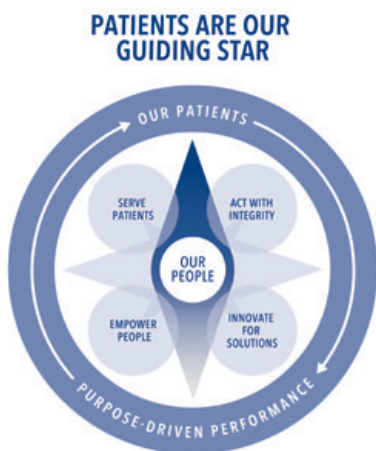 PATIENTS ARE OUR
GUIDING STAR
OUR PATIENTS
SERVE
PATIENTS
ACT WITH
INTEGRITY
OUR
PEOPLE
EMPOWER
PEOPLE
INNOVATE
FOR
SOLUTIONS
PURPOSE-DRIVEN PERFORMANCE